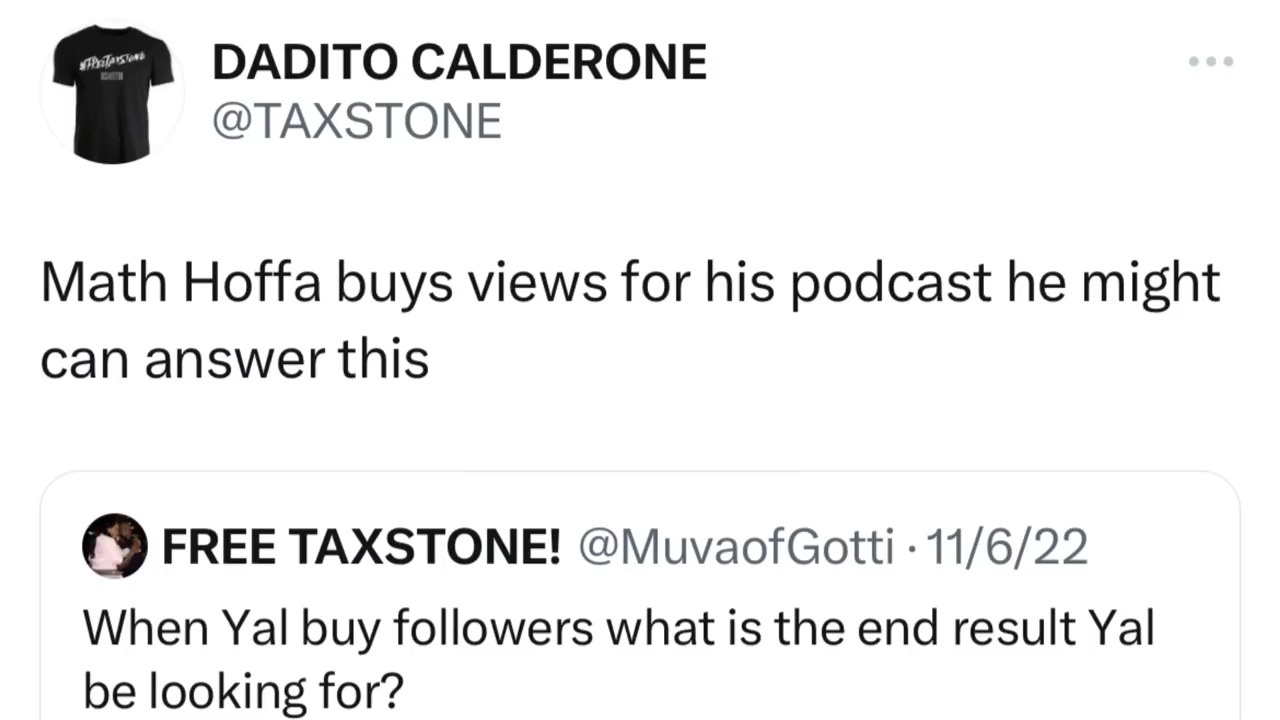 #FREETAXSTONE
DADITO CALDERONE
@TAXSTONE
Math Hoffa buys views for his podcast he might
can answer this
FREE TAXSTONE! @MuvaofGotti · 11/6/22
When Yal buy followers what is the end result Yal
be looking for?